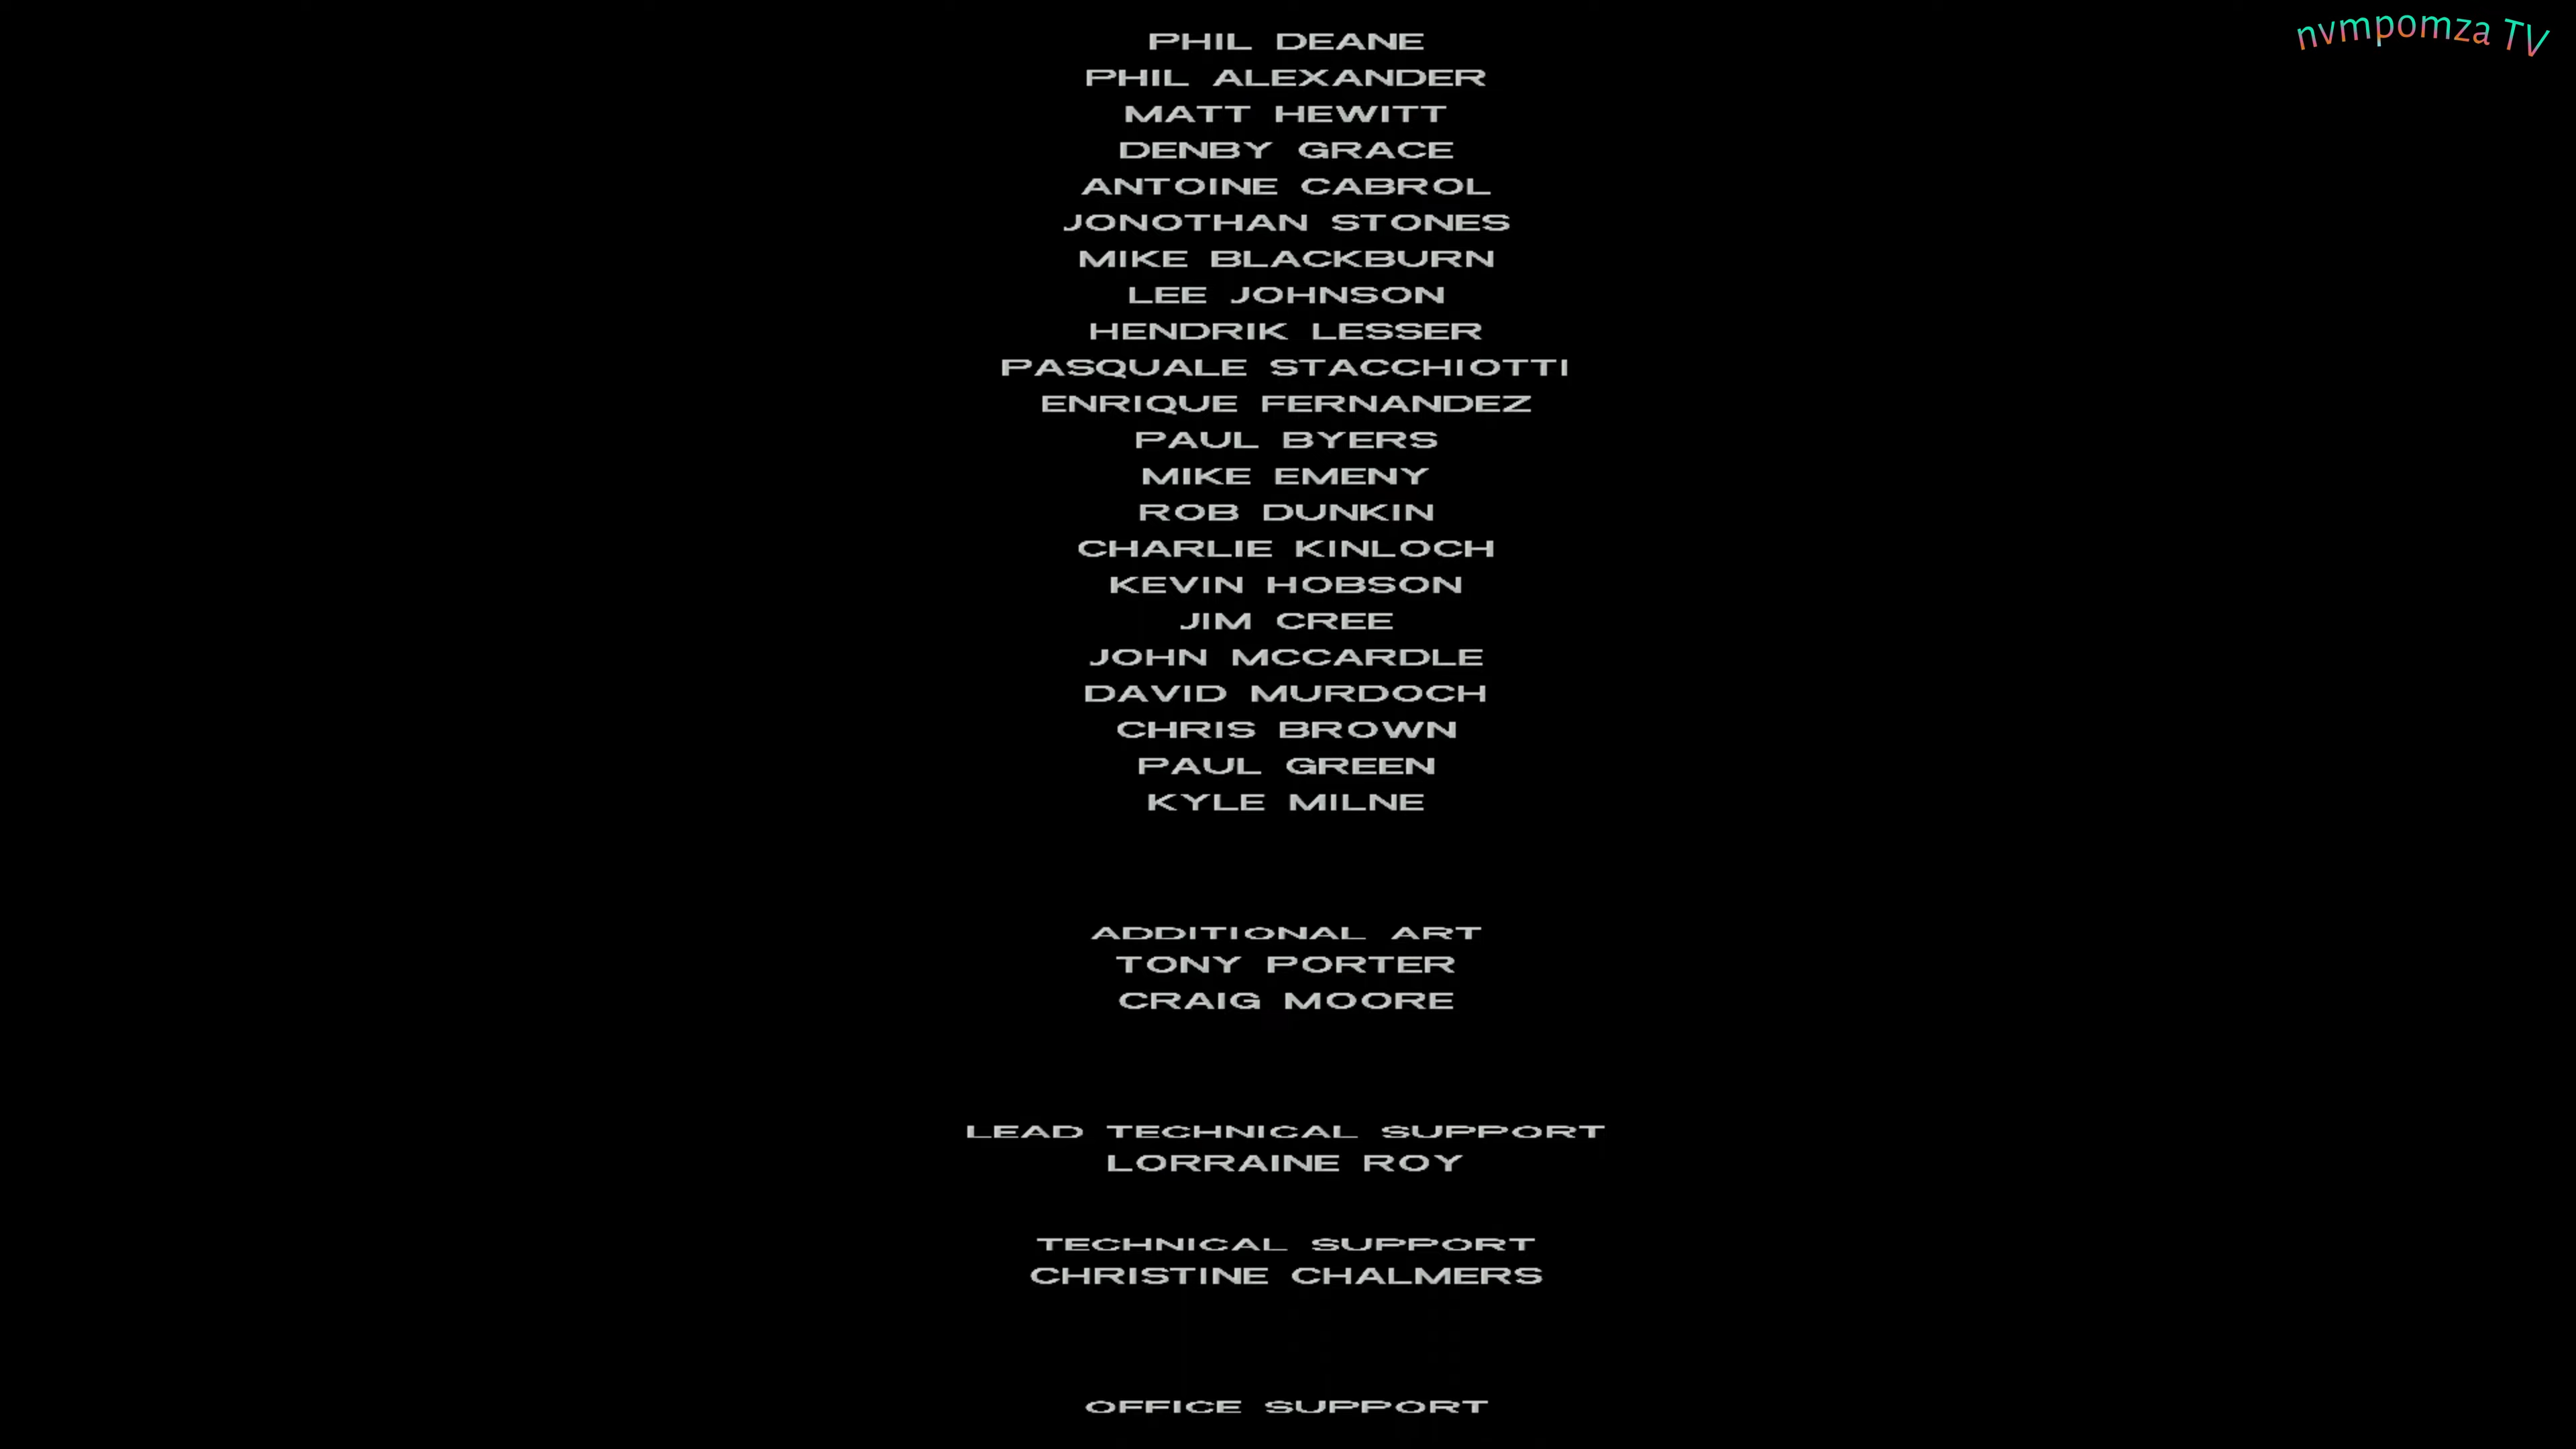 nvmpomza TV
PHIL DEANE
PHIL ALEXANDER
MATT HEWITT
DENBY GRACE
ANTOINE CABROL
JONOTHAN STONES
MIKE BLACKBURN
LEE JOHNSON
HENDRIK LESSER
PASQUALE STACCHIOTTI
ENRIQUE FERNANDEZ
PAUL BYERS
MIKE EMENY
ROB DUNKIN
CHARLIE KINLOCH
KEVIN HOBSON
JIM CREE
JOHN MCCARDLE
DAVID MURDOCH
CHRIS BROWN
PAUL GREEN
KYLE MILNE
ADDITIONAL ART
TONY PORTER
CRAIG MOORE
LEAD TECHNICAL SUPPORT
LORRAINE ROY
TECHNICAL SUPPORT
CHRISTINE CHALMERS
OFFICE SUPPORT